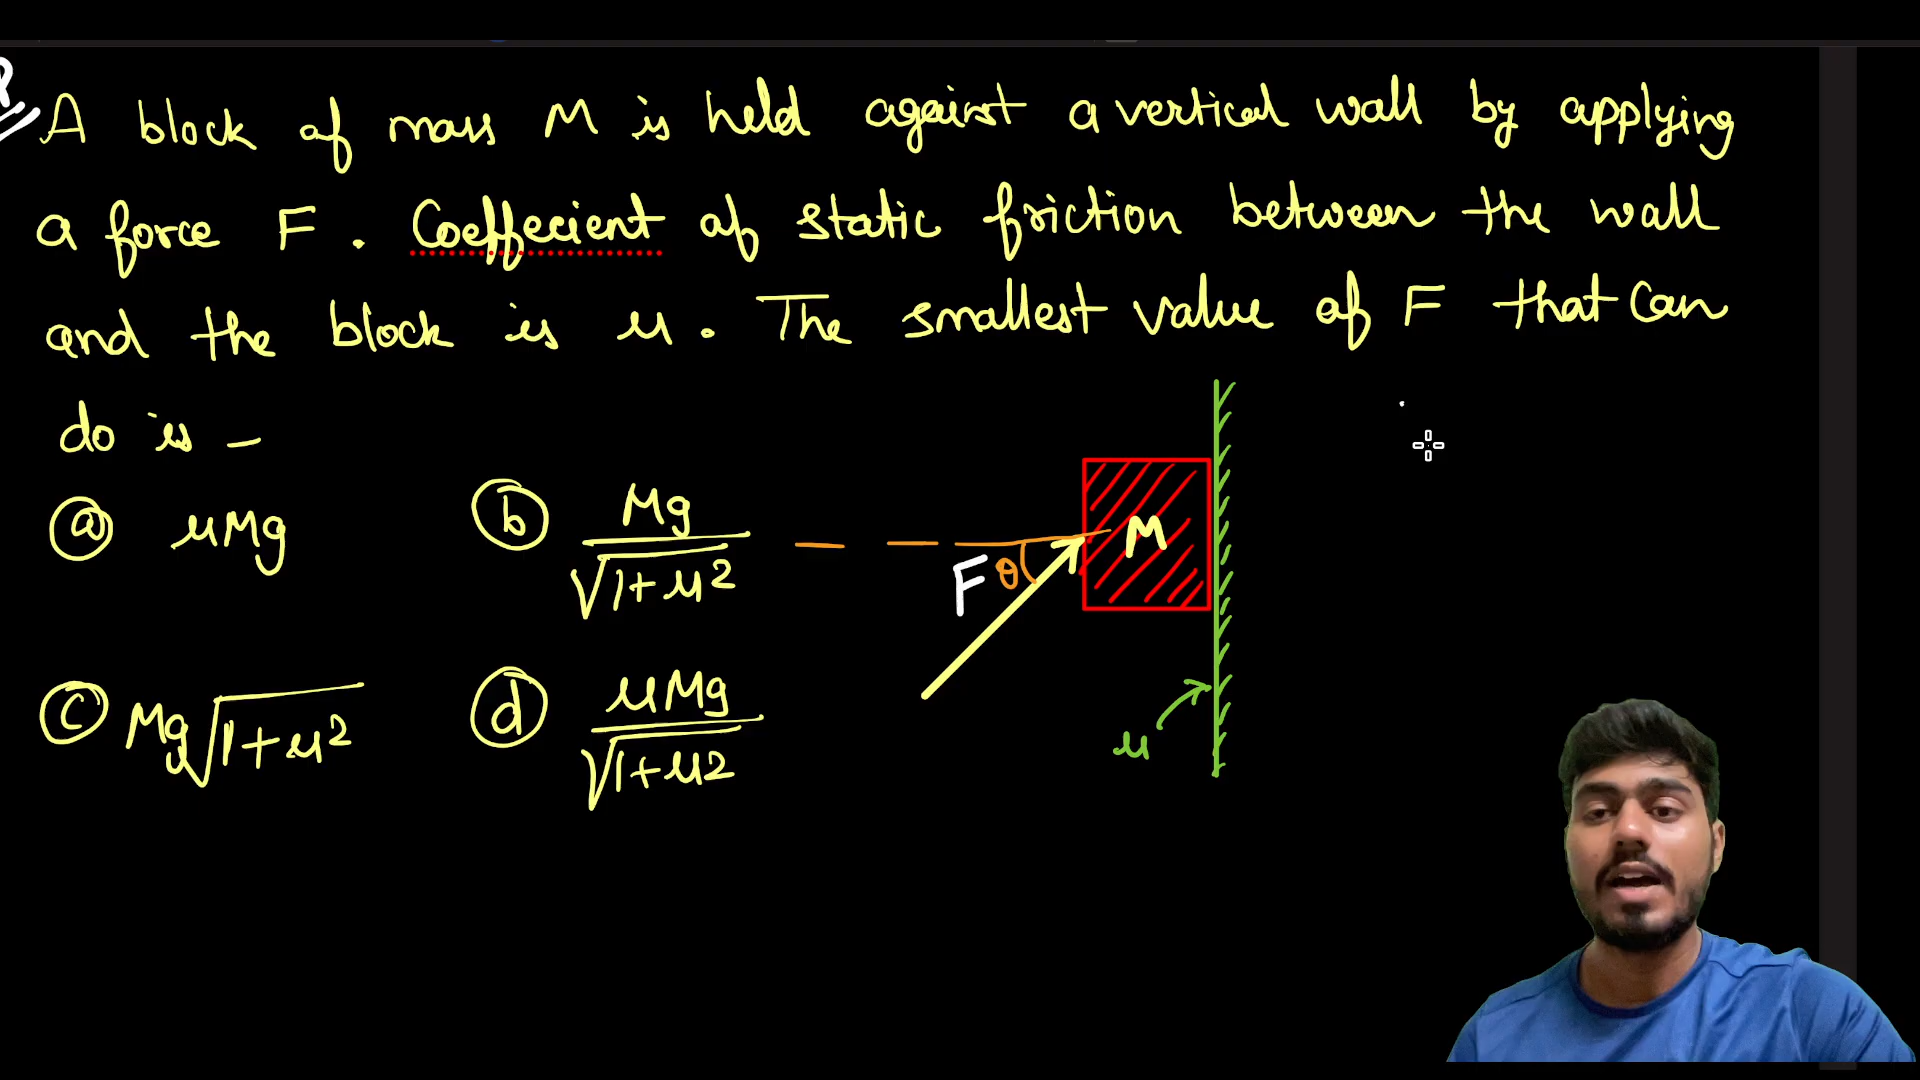 Q
A block of mass M is held against a vertical wall by applying
a force F. Coeffecient of static friction between the wall
and the block is μ. The smallest value of F that can
do is -
ⓐ μMg
ⓑ Mg/√(1+μ²)
ⓒ Mg√(1+μ²)
ⓓ μMg/√(1+μ2)
M
F θ
μ